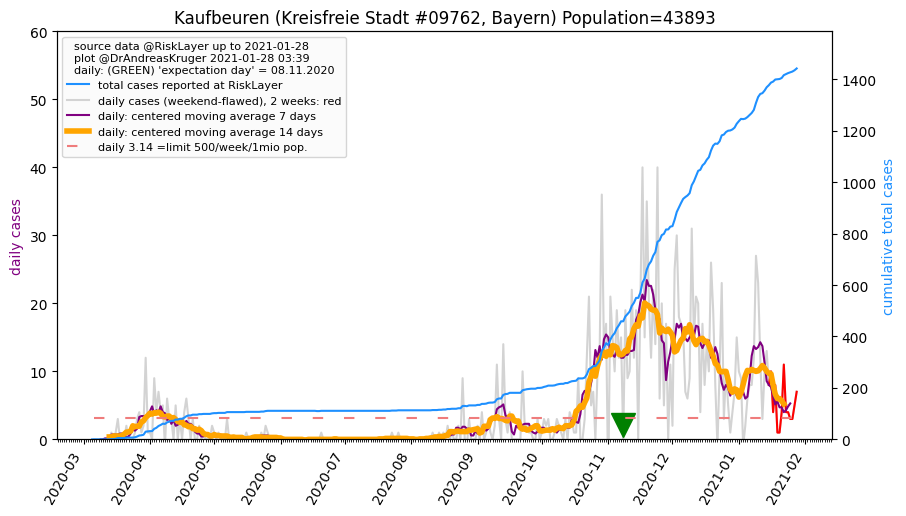 Kaufbeuren (Kreisfreie Stadt #09762, Bayern) Population=43893
source data @RiskLayer up to 2021-01-28
plot @DrAndreasKruger 2021-01-28 03:39
daily: (GREEN) 'expectation day' = 08.11.2020
total cases reported at RiskLayer
daily cases (weekend-flawed), 2 weeks: red
daily: centered moving average 7 days
daily: centered moving average 14 days
daily 3.14 =limit 500/week/1mio pop.
daily cases
60
50
40
30
20
10
0
cumulative total cases
1400
1200
1000
800
600
400
200
0
2020-03
2020-04
2020-05
2020-06
2020-07
2020-08
2020-09
2020-10
2020-11
2020-12
2021-01
2021-02